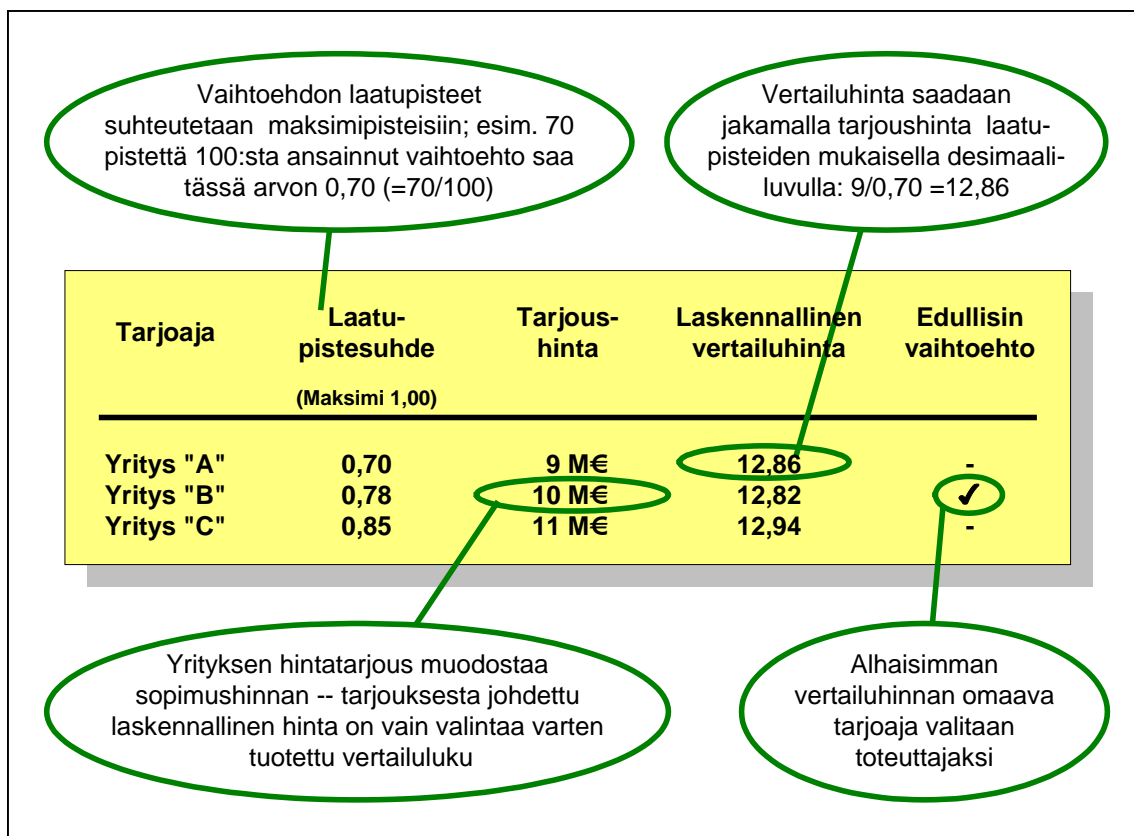 Vaihtoehdon laatupisteet
suhteutetaan maksimipisteisiin; esim. 70
pistettä 100:sta ansainnut vaihtoehto saa
tässä arvon 0,70 (=70/100)
Vertailuhinta saadaan
jakamalla tarjoushinta laatu-
pisteiden mukaisella desimaali-
luvulla: 9/0,70 =12,86
Tarjoaja Laatu- Tarjous- Laskennallinen Edullisin
pistesuhde hinta vertailuhinta vaihtoehto
(Maksimi 1,00)
Yritys "A" 0,70 9 M€ 12,86 -
Yritys "B" 0,78 10 M€ 12,82 ✓
Yritys "C" 0,85 11 M€ 12,94 -
Yrityksen hintatarjous muodostaa
sopimushinnan -- tarjouksesta johdettu
laskennallinen hinta on vain valintaa varten
tuotettu vertailuluku
Alhaisimman
vertailuhinnan omaava
tarjoaja valitaan
toteuttajaksi